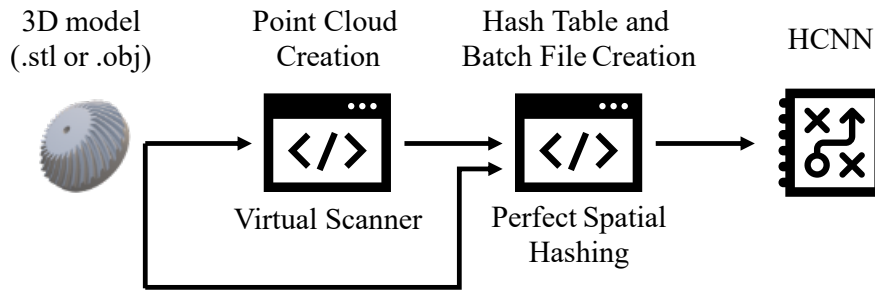 3D model
(.stl or .obj)
Point Cloud
Creation
Hash Table and
Batch File Creation
HCNN
</>
</>
Virtual Scanner
Perfect Spatial
Hashing